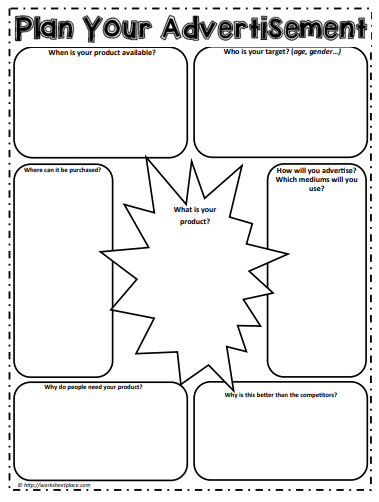 Plan Your Advertisement
When is your product available?
Who is your target? (age, gender...)
Where can it be purchased?
How will you advertise?
Which mediums will you
use?
What is your
product?
Why do people need your product?
Why is this better than the competitors?
© http://worksheetplace.com